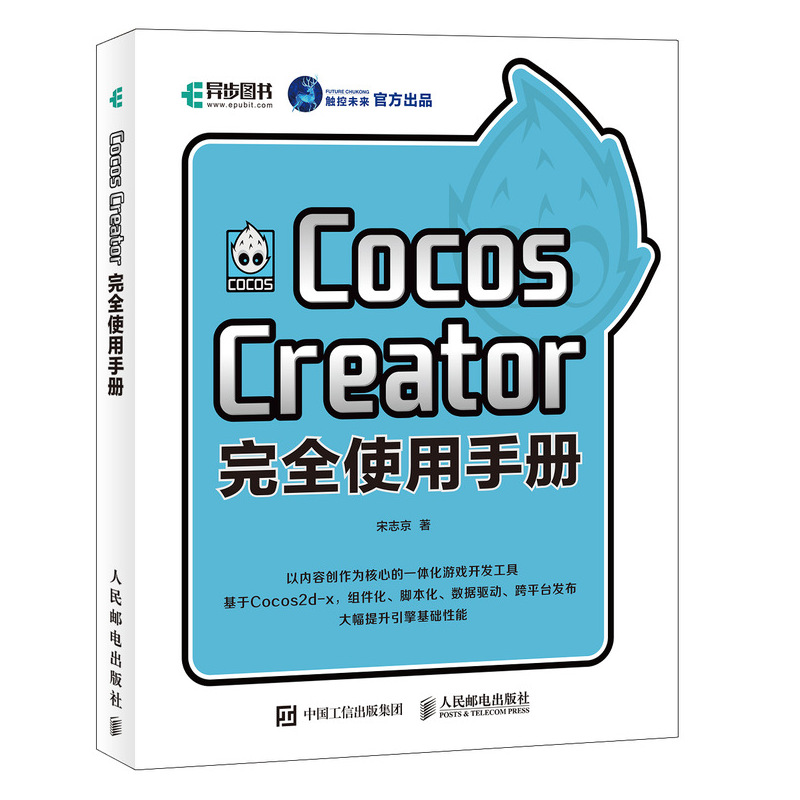 Cocos Creator 完全使用手册
人民邮电出版社
异步图书
www.epubit.com
FUTURE CHUKONG
触控未来
官方出品
COCOS
Cocos
Creator
完全使用手册
宋志京 著
以内容创作为核心的一体化游戏开发工具
基于Cocos2d-x，组件化、脚本化、数据驱动、跨平台发布
大幅提升引擎基础性能
中国工信出版集团
人民邮电出版社
POSTS & TELECOM PRESS